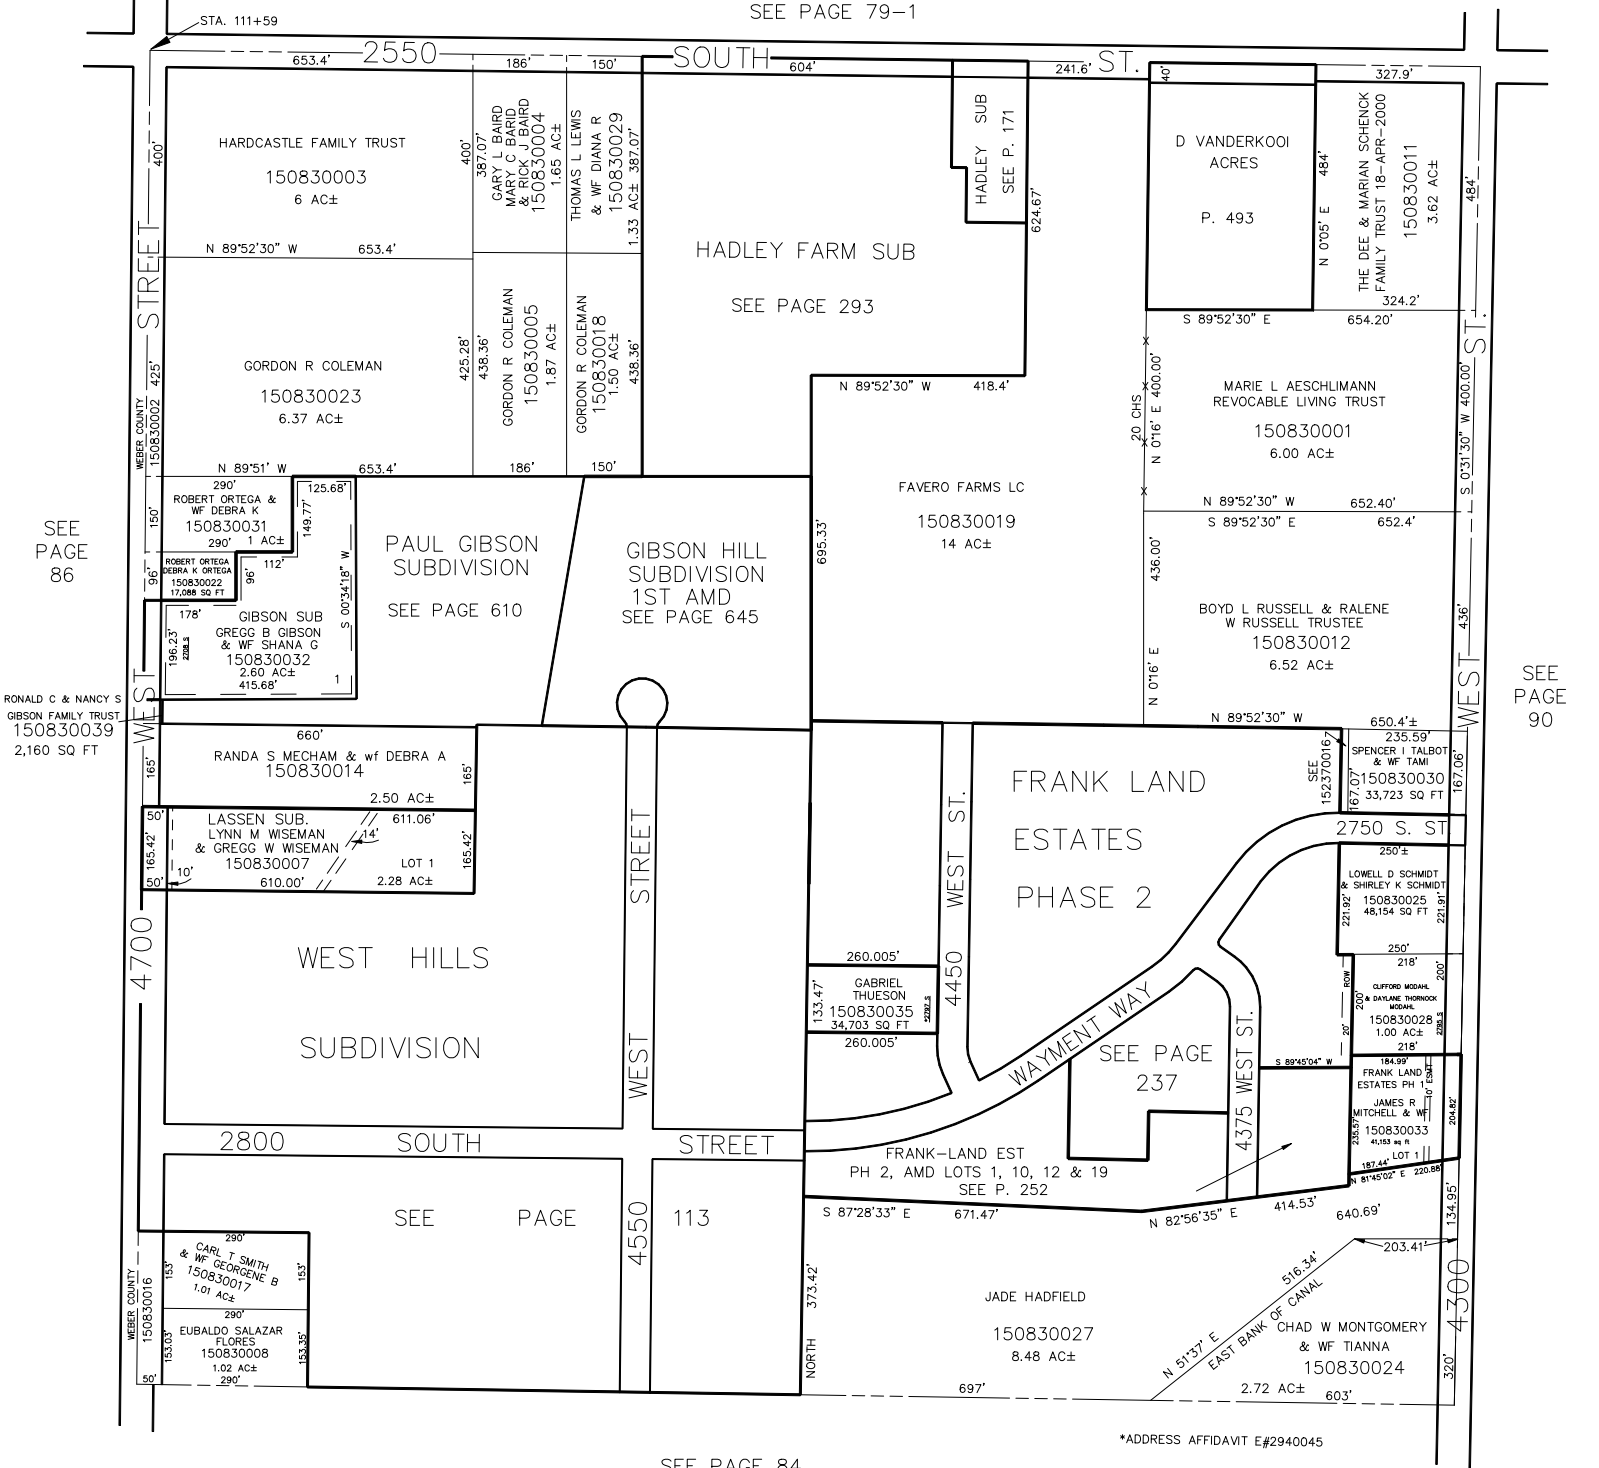 SEE PAGE 79-1
STA. 111+59
2550 SOUTH ST.
653.4'
186'
150'
604'
241.6'
40'
327.9'
400'
HARDCASTLE FAMILY TRUST
150830003
6 AC±
400'
387.07'
GARY L BAIRD
MARY C BARID
& RICK J BAIRD
150830004
1.65 AC±
THOMAS L LEWIS
& WF DIANA R
150830029
1.33 AC±
387.07'
HADLEY SUB
SEE P. 171
624.67'
HADLEY FARM SUB
SEE PAGE 293
D VANDERKOOI
ACRES
P. 493
N 0°05' E 484'
THE DEE & MARIAN SCHENCK
FAMILY TRUST 18-APR-2000
150830011
3.62 AC±
484'
324.2'
N 89°52'30" W 653.4'
S 89°52'30" E 654.20'
GORDON R COLEMAN
150830023
6.37 AC±
425'
WEBER COUNTY
150830002
425.28'
438.36'
GORDON R COLEMAN
150830005
1.87 AC±
GORDON R COLEMAN
150830018
1.50 AC±
438.36'
N 89°51' W 653.4'
186'
150'
N 89°52'30" W 418.4'
20 CHS
N 0°16' E 400.00'
MARIE L AESCHLIMANN
REVOCABLE LIVING TRUST
150830001
6.00 AC±
S 0°31'30" W 400.00'
N 89°52'30" W 652.40'
S 89°52'30" E 652.4'
FAVERO FARMS LC
150830019
14 AC±
695.33'
436.00'
N 0°16' E
BOYD L RUSSELL & RALENE
W RUSSELL TRUSTEE
150830012
6.52 AC±
436'
N 89°52'30" W 650.4'±
SEE
PAGE
86
290'
ROBERT ORTEGA &
WF DEBRA K
150830031
1 AC±
150'
290'
125.68'
149.77'
112'
96'
ROBERT ORTEGA
DEBRA K ORTEGA
150830022
17,088 SQ FT
96'
178'
GIBSON SUB
GREGG B GIBSON
& WF SHANA G
150830032
2.60 AC±
415.68'
196.23'
2708 S
S 00°34'18" W
1
PAUL GIBSON
SUBDIVISION
SEE PAGE 610
GIBSON HILL
SUBDIVISION
1ST AMD
SEE PAGE 645
SEE
PAGE
90
RONALD C & NANCY S
GIBSON FAMILY TRUST
150830039
2,160 SQ FT
660'
RANDA S MECHAM & wf DEBRA A
150830014
2.50 AC±
165'
165'
50'
LASSEN SUB.
LYNN M WISEMAN
& GREGG W WISEMAN
150830007
611.06'
14'
LOT 1
2.28 AC±
165.42'
165.42'
50'
10'
610.00'
4700 WEST STREET
WEST HILLS
SUBDIVISION
4550 WEST STREET
2800 SOUTH STREET
SEE PAGE 113
FRANK LAND
ESTATES
PHASE 2
4450 WEST ST.
260.005'
GABRIEL
THUESON
150830035
34,703 SQ FT
133.47'
*2797 S
260.005'
WAYMENT WAY
SEE PAGE
237
4375 WEST ST.
SEE
152370016
235.59'
SPENCER I TALBOT
& WF TAMI
150830030
33,723 SQ FT
167.07'
167.06'
2750 S. ST.
250'±
LOWELL D SCHMIDT
& SHIRLEY K SCHMIDT
150830025
48,154 SQ FT
221.92'
221.91'
250'
218'
CLIFFORD MODAHL
& DAYLANE THORNOCK
MODAHL
150830028
1.00 AC±
200'
200'
2795 S
218'
20' ROW
S 89°45'04" W
184.99'
FRANK LAND
ESTATES PH 1
JAMES R
MITCHELL & WF
150830033
41,153 sq ft
LOT 1
10' ESMT
235.57'
204.82'
187.44'
N 81°45'02" E 220.88'
FRANK-LAND EST
PH 2, AMD LOTS 1, 10, 12 & 19
SEE P. 252
S 87°28'33" E 671.47'
N 82°56'35" E 414.53'
640.69'
134.95'
203.41'
290'
CARL T SMITH
& WF GEORGENE B
150830017
1.01 AC±
153'
153'
290'
EUBALDO SALAZAR
FLORES
150830008
1.02 AC±
153.03'
153.35'
50'
290'
WEBER COUNTY
150830016
NORTH 373.42'
JADE HADFIELD
150830027
8.48 AC±
516.34'
N 51°37' E
EAST BANK OF CANAL
CHAD W MONTGOMERY
& WF TIANNA
150830024
2.72 AC±
320'
697'
603'
4300 WEST ST.
*ADDRESS AFFIDAVIT E#2940045
SEE PAGE 84